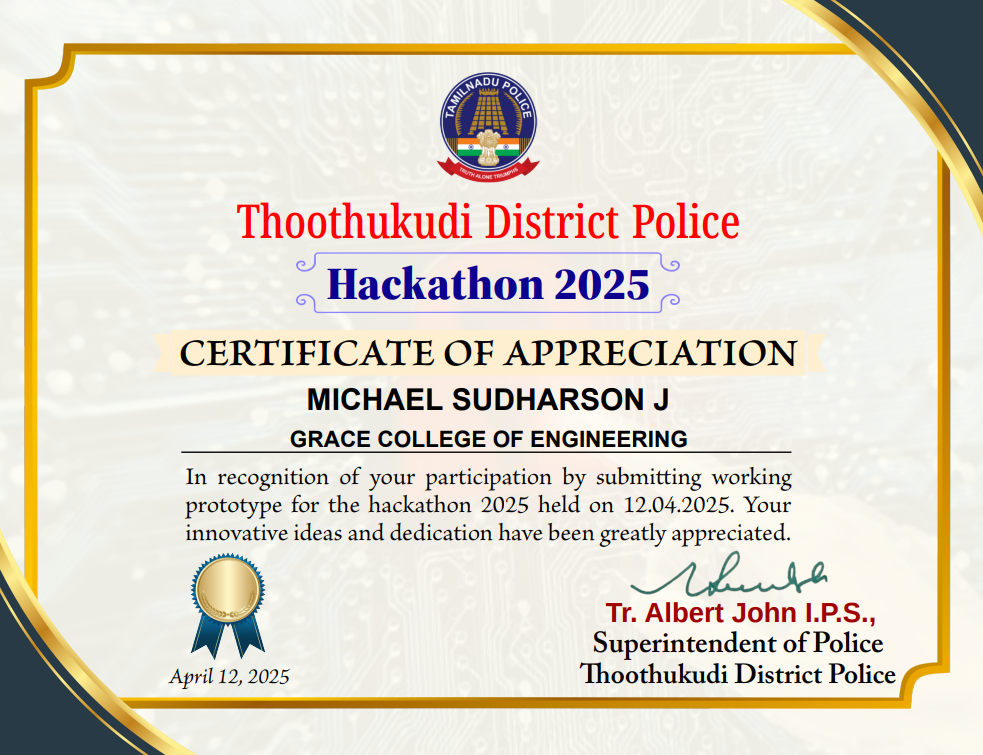 TAMILNADU POLICE
TRUTH ALONE TRIUMPHS
Thoothukudi District Police
Hackathon 2025
CERTIFICATE OF APPRECIATION
MICHAEL SUDHARSON J
GRACE COLLEGE OF ENGINEERING
In recognition of your participation by submitting working
prototype for the hackathon 2025 held on 12.04.2025. Your
innovative ideas and dedication have been greatly appreciated.
Tr. Albert John I.P.S.,
Superintendent of Police
Thoothukudi District Police
April 12, 2025